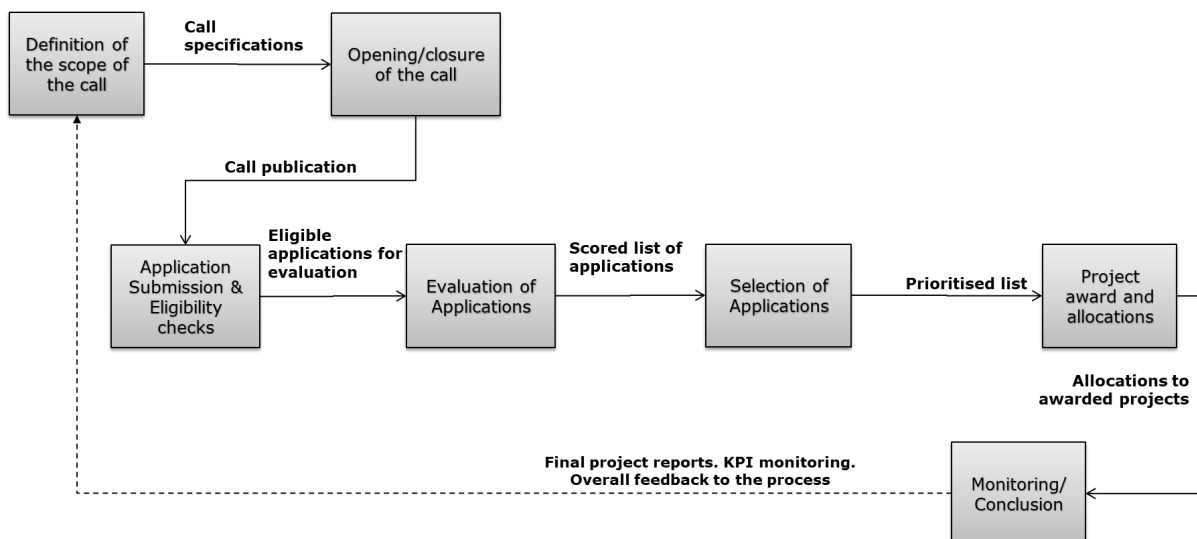 Definition of
the scope of
the call
Call
specifications
Opening/closure
of the call
Call publication
Application
Submission &
Eligibility
checks
Eligible
applications for
evaluation
Evaluation of
Applications
Scored list of
applications
Selection of
Applications
Prioritised list
Project
award and
allocations
Allocations to
awarded projects
Monitoring/
Conclusion
Final project reports. KPI monitoring.
Overall feedback to the process